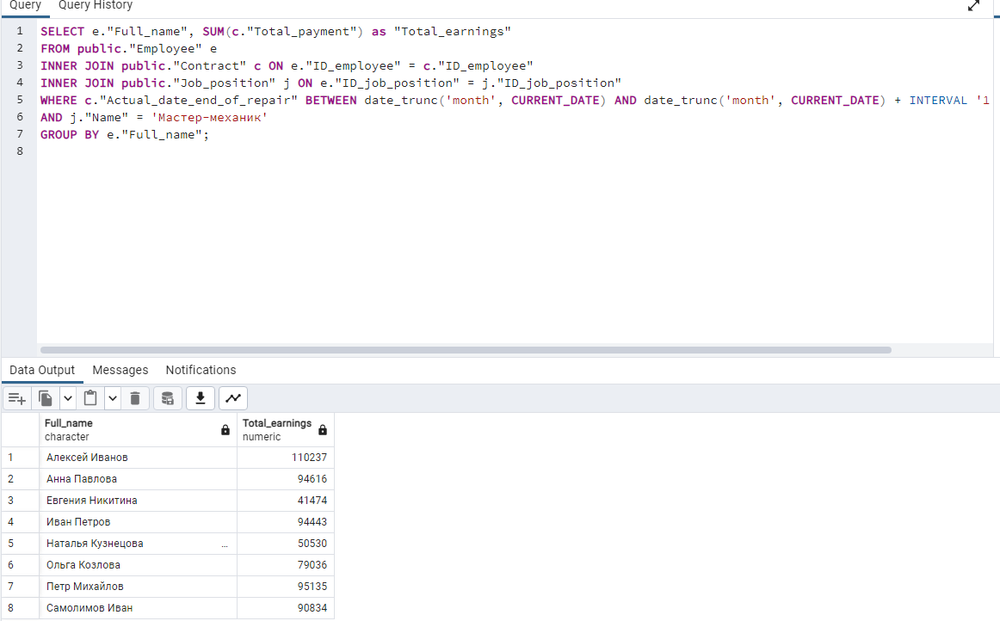 Query Query History
1 SELECT e."Full_name", SUM(c."Total_payment") as "Total_earnings"
2 FROM public."Employee" e
3 INNER JOIN public."Contract" c ON e."ID_employee" = c."ID_employee"
4 INNER JOIN public."Job_position" j ON e."ID_job_position" = j."ID_job_position"
5 WHERE c."Actual_date_end_of_repair" BETWEEN date_trunc('month', CURRENT_DATE) AND date_trunc('month', CURRENT_DATE) + INTERVAL '1
6 AND j."Name" = 'Мастер-механик'
7 GROUP BY e."Full_name";
8
Data Output Messages Notifications
Full_name Total_earnings
character numeric
1 Алексей Иванов 110237
2 Анна Павлова 94616
3 Евгения Никитина 41474
4 Иван Петров 94443
5 Наталья Кузнецова ... 50530
6 Ольга Козлова 79036
7 Петр Михайлов 95135
8 Самолимов Иван 90834